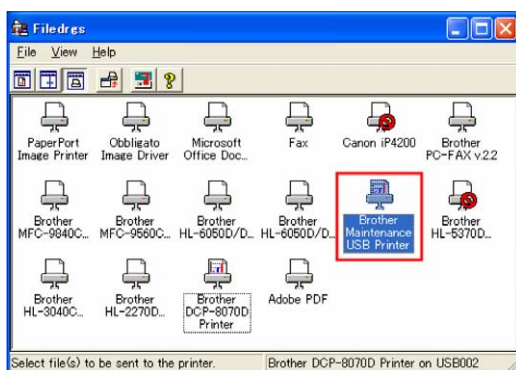 Filedrgs
File View Help
PaperPort
Image Printer
Obbligato
Image Driver
Microsoft
Office Doc...
Fax
Canon iP4200
Brother
PC-FAX v.2.2
Brother
MFC-9840C...
Brother
MFC-9560C...
Brother
HL-6050D/D...
Brother
HL-6050D/D...
Brother
Maintenance
USB Printer
Brother
HL-5370D...
Brother
HL-3040C...
Brother
HL-2270D...
Brother
DCP-8070D
Printer
Adobe PDF
Select file(s) to be sent to the printer.
Brother DCP-8070D Printer on USB002